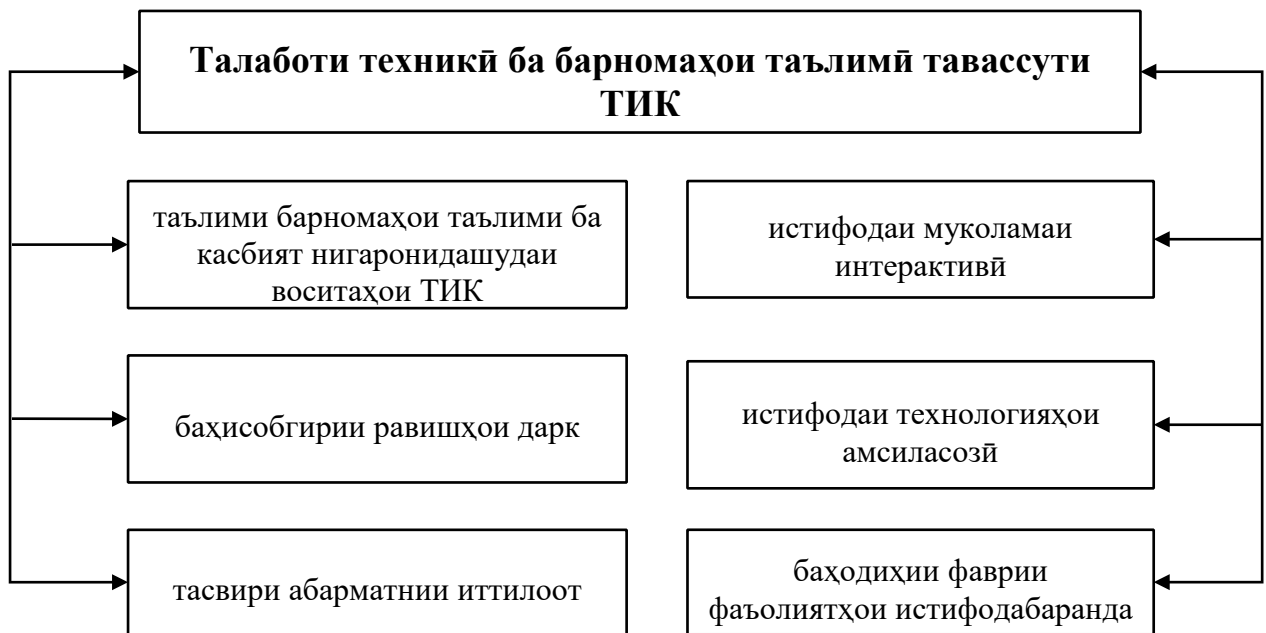 Талаботи техникӣ ба барномаҳои таълимӣ тавассути
ТИК
таълими барномаҳои таълими ба
касбият нигаронидашудаи
воситаҳои ТИК
истифодаи муколамаи
интерактивӣ
баҳисобгирии равишҳои дарк
истифодаи технологияҳои
амсиласозӣ
тасвири абарматнии иттилоот
баҳодиҳии фаврии
фаъолиятҳои истифодабаранда